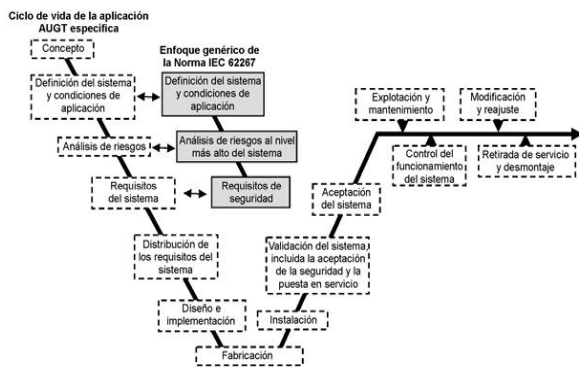 Ciclo de vida de la aplicación
AUGT específica
Concepto
Definición del sistema
y condiciones de
aplicación
Análisis de riesgos
Requisitos
del sistema
Distribución de
los requisitos del
sistema
Diseño e
implementación
Fabricación
Enfoque genérico de
la Norma IEC 62267
Definición del sistema
y condiciones de
aplicación
Análisis de riesgos al nivel
más alto del sistema
Requisitos de
seguridad
Instalación
Validación del sistema,
incluida la aceptación
de la seguridad y la
puesta en servicio
Aceptación
del sistema
Explotación y
mantenimiento
Control del
funcionamiento
del sistema
Modificación
y reajuste
Retirada de servicio
y desmontaje